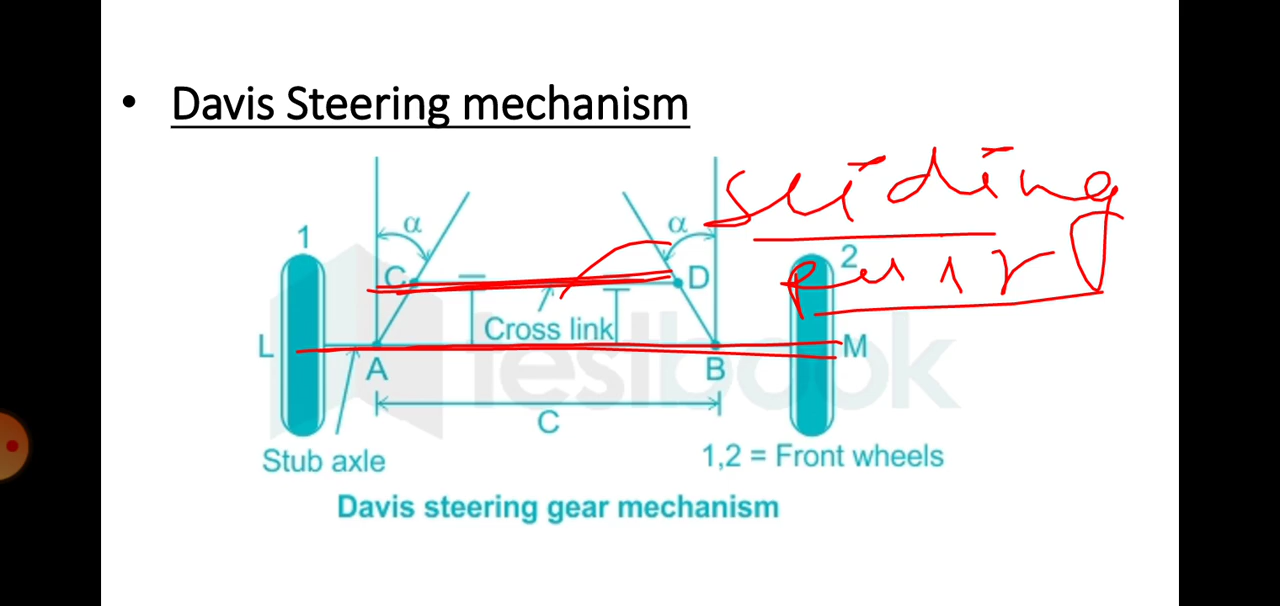 • Davis Steering mechanism
sliding
pair
α
α
1
2
C
D
Cross link
L
M
A
B
testbook
C
Stub axle
1,2 = Front wheels
Davis steering gear mechanism